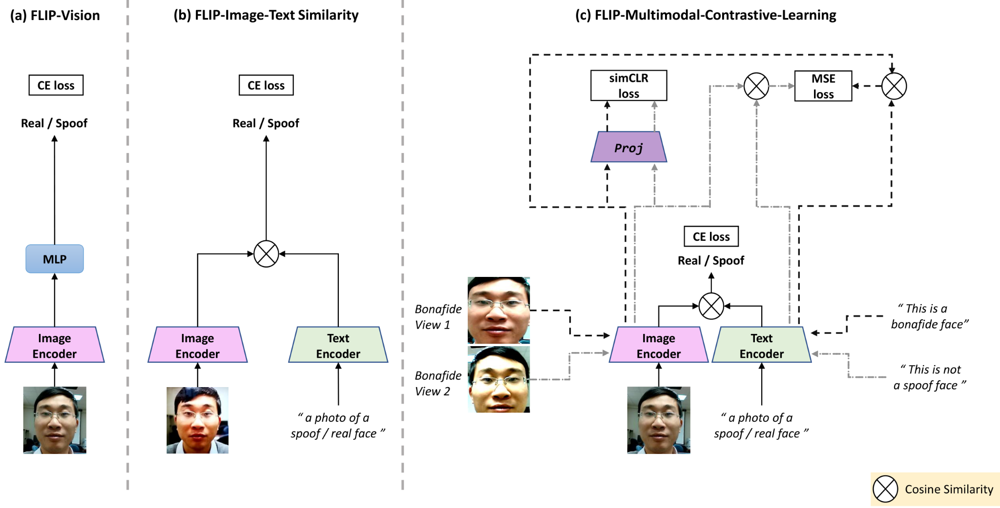 (a) FLIP-Vision
CE loss
Real / Spoof
MLP
Image
Encoder
(b) FLIP-Image-Text Similarity
CE loss
Real / Spoof
Image
Encoder
Text
Encoder
“ a photo of a
spoof / real face ”
(c) FLIP-Multimodal-Contrastive-Learning
simCLR
loss
MSE
loss
Proj
CE loss
Real / Spoof
Bonafide
View 1
Bonafide
View 2
Image
Encoder
Text
Encoder
“ This is a
bonafide face”
“ This is not
a spoof face ”
“ a photo of a
spoof / real face ”
Cosine Similarity